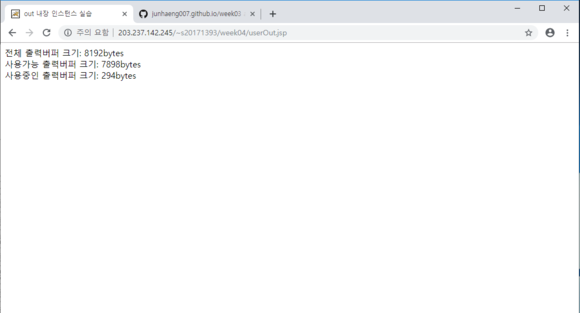 out 내장 인스턴스 실습
junhaeng007.github.io/week03
주의 요함 | 203.237.142.245/~s20171393/week04/userOut.jsp
전체 출력버퍼 크기: 8192bytes
사용가능 출력버퍼 크기: 7898bytes
사용중인 출력버퍼 크기: 294bytes